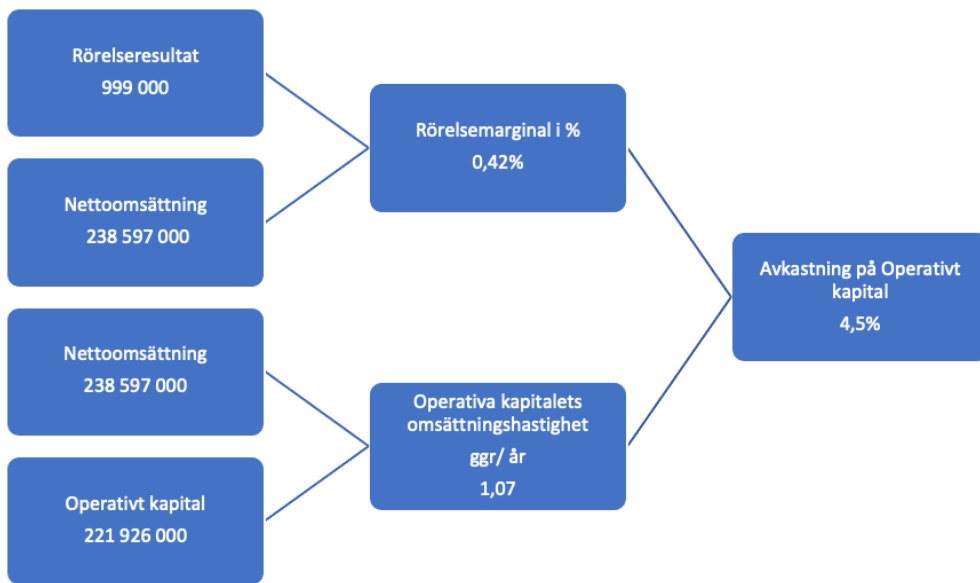 Rörelseresultat
999 000
Nettoomsättning
238 597 000
Nettoomsättning
238 597 000
Operativt kapital
221 926 000
Rörelsemarginal i %
0,42%
Operativa kapitalets
omsättningshastighet
ggr/ år
1,07
Avkastning på Operativt
kapital
4,5%